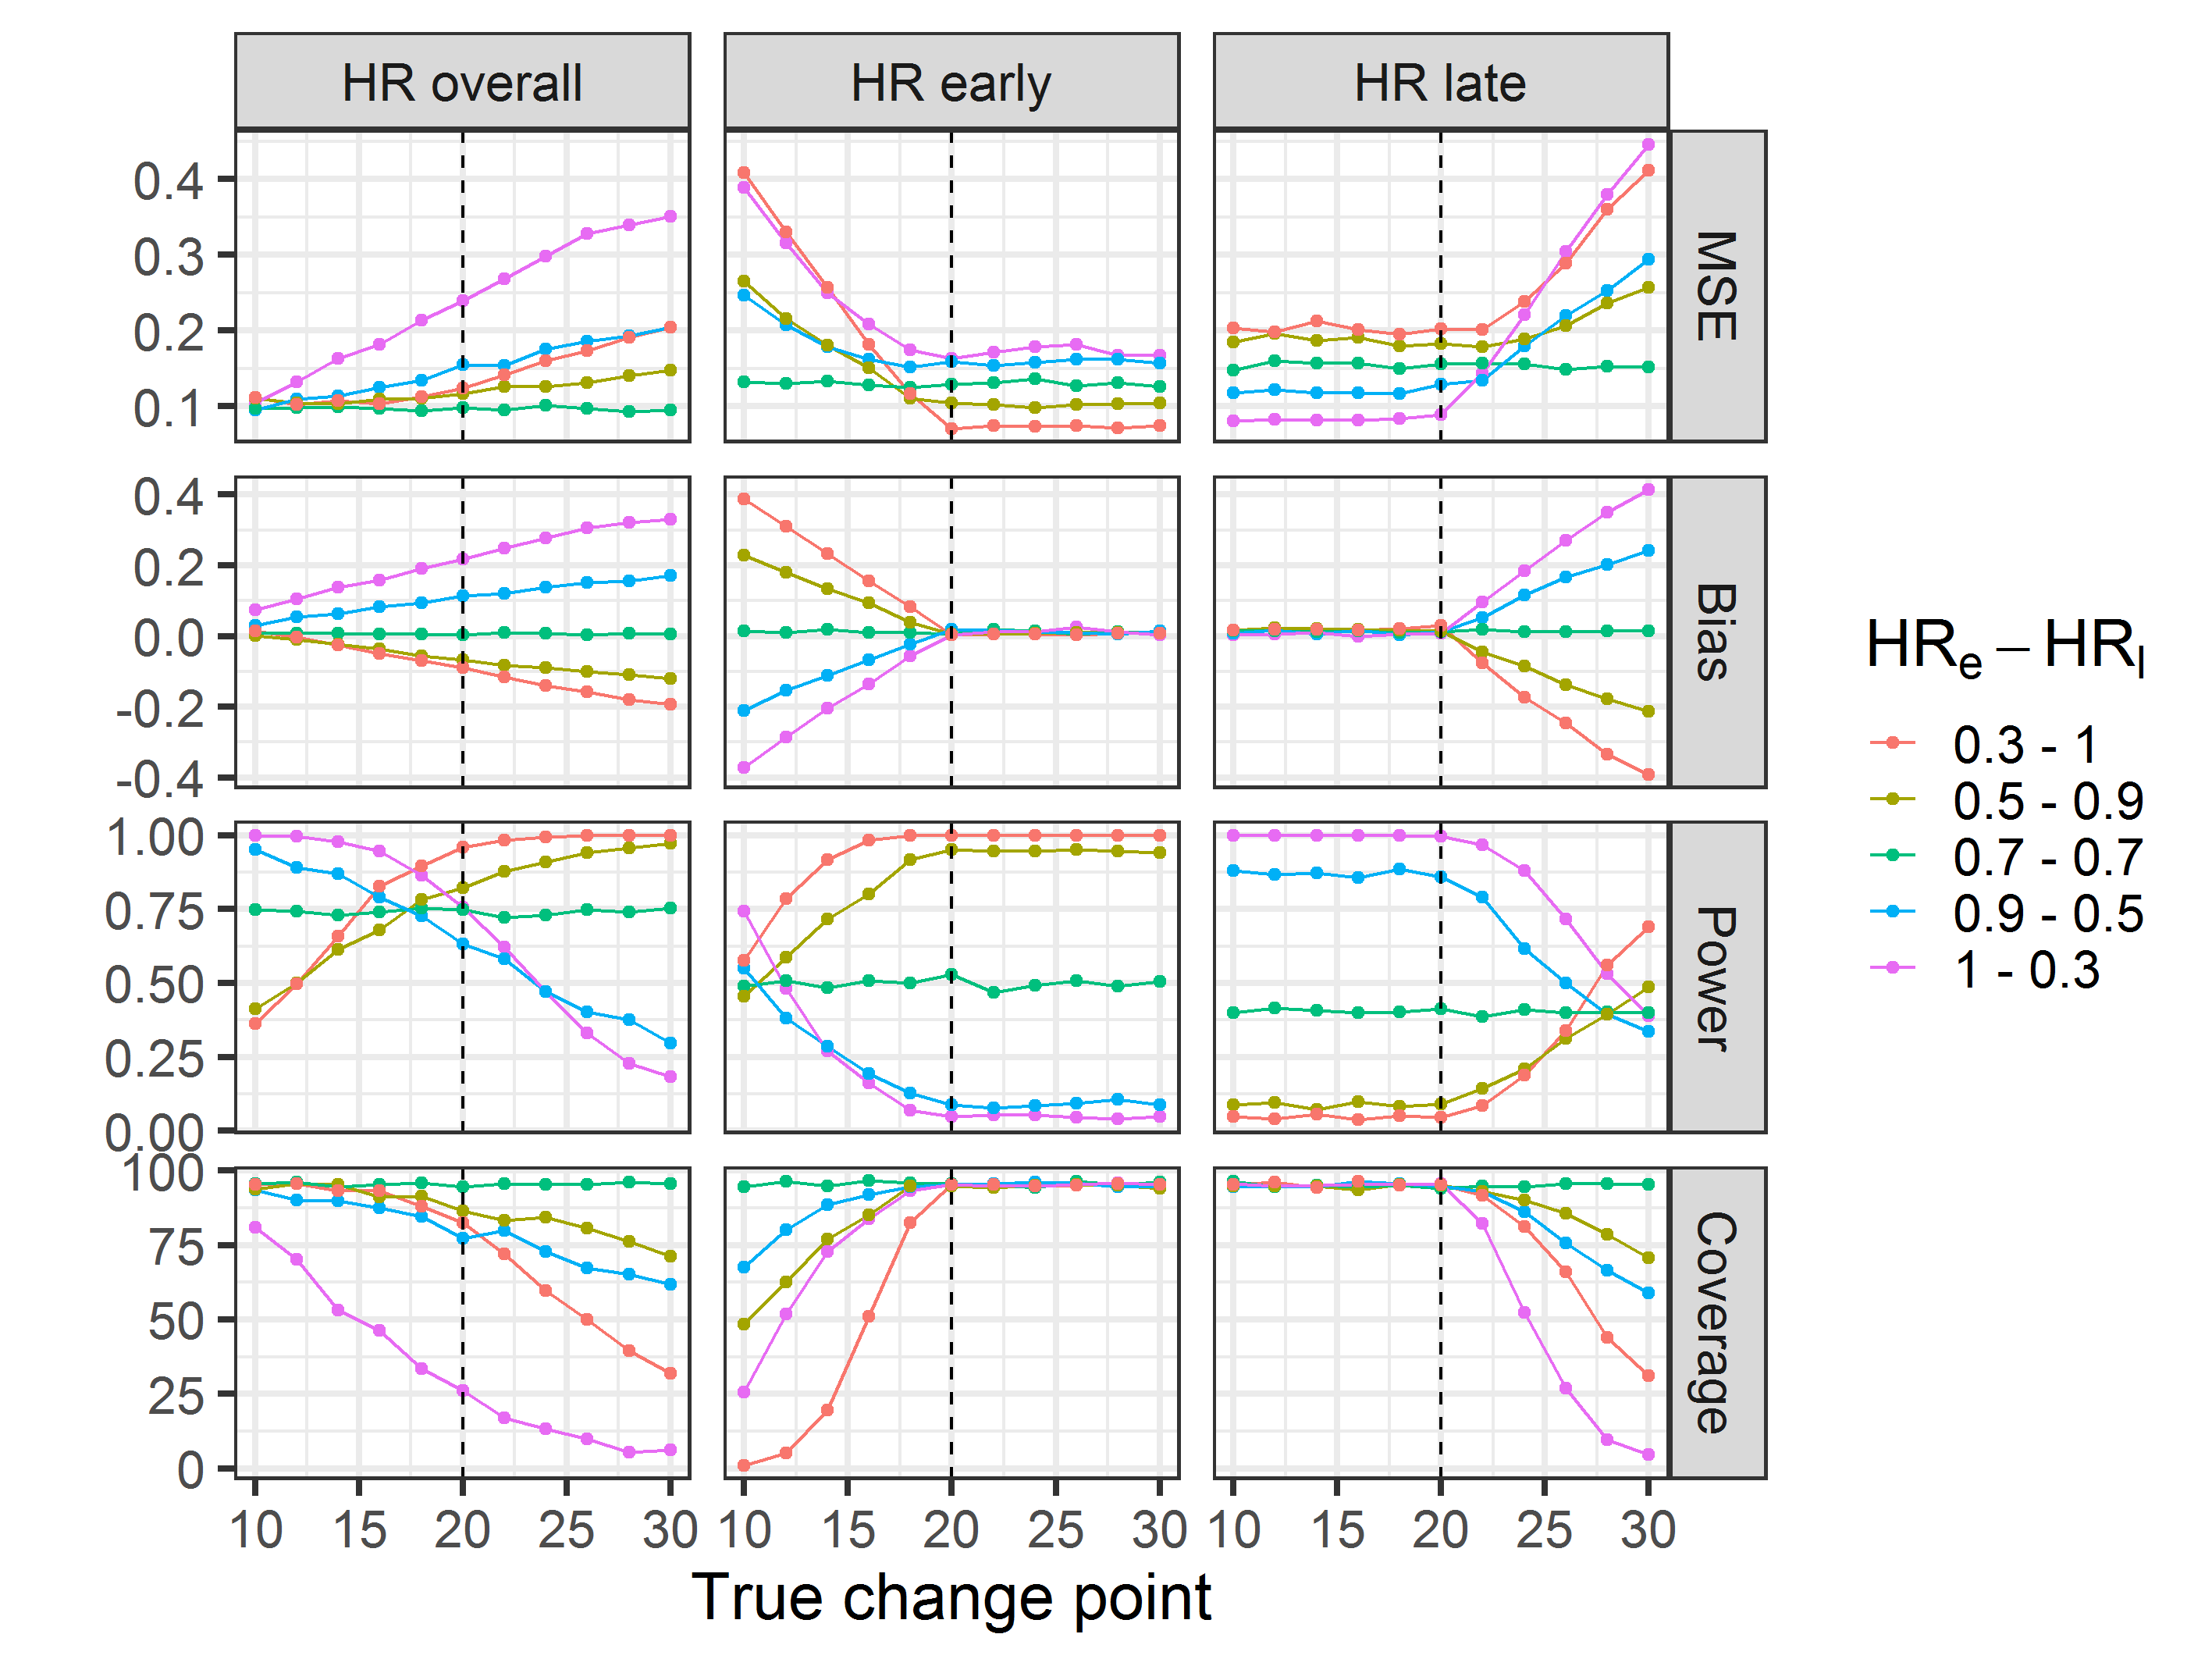 HR overall
HR early
HR late
0.4
0.3
0.2
0.1
MSE
0.4
0.2
0.0
-0.2
-0.4
Bias
1.00
0.75
0.50
0.25
0.00
Power
100
75
50
25
0
Coverage
10 15 20 25 30
10 15 20 25 30
10 15 20 25 30
True change point
HRe – HRl
0.3 - 1
0.5 - 0.9
0.7 - 0.7
0.9 - 0.5
1 - 0.3